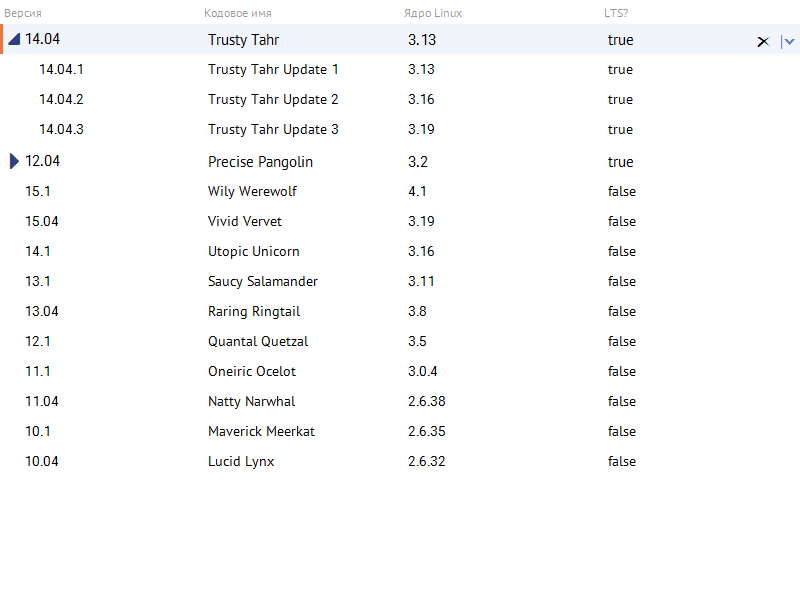 Версия Кодовое имя Ядро Linux LTS?
14.04 Trusty Tahr 3.13 true
14.04.1 Trusty Tahr Update 1 3.13 true
14.04.2 Trusty Tahr Update 2 3.16 true
14.04.3 Trusty Tahr Update 3 3.19 true
12.04 Precise Pangolin 3.2 true
15.1 Wily Werewolf 4.1 false
15.04 Vivid Vervet 3.19 false
14.1 Utopic Unicorn 3.16 false
13.1 Saucy Salamander 3.11 false
13.04 Raring Ringtail 3.8 false
12.1 Quantal Quetzal 3.5 false
11.1 Oneiric Ocelot 3.0.4 false
11.04 Natty Narwhal 2.6.38 false
10.1 Maverick Meerkat 2.6.35 false
10.04 Lucid Lynx 2.6.32 false